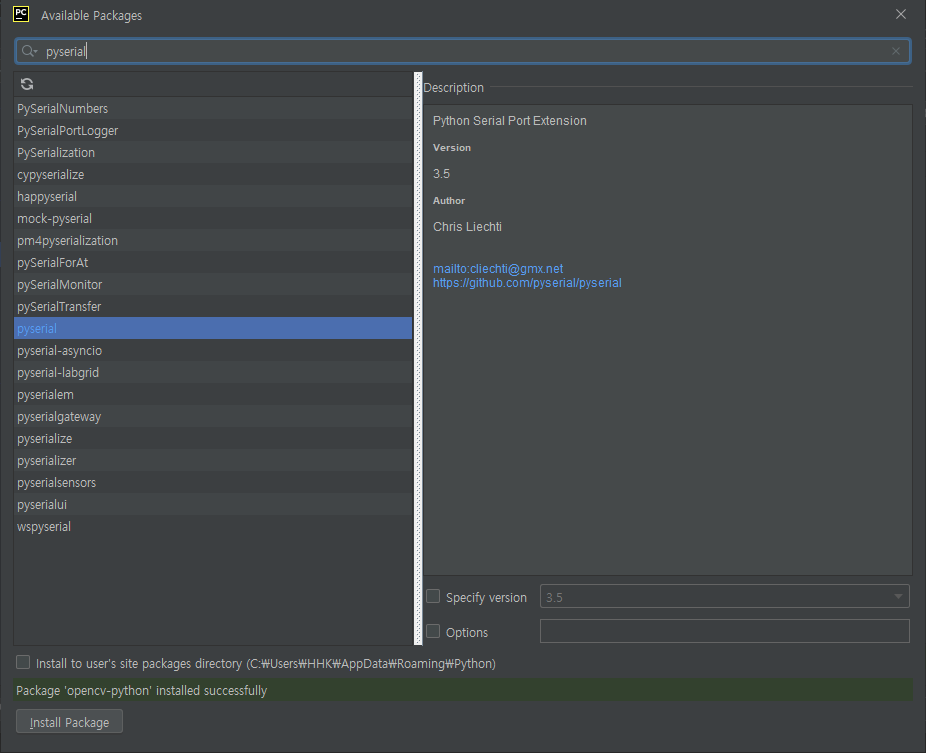 PC
Available Packages
pyserial
PySerialNumbers
PySerialPortLogger
PySerialization
cypyserialize
happyserial
mock-pyserial
pm4pyserialization
pySerialForAt
pySerialMonitor
pySerialTransfer
pyserial
pyserial-asyncio
pyserial-labgrid
pyserialem
pyserialgateway
pyserialize
pyserializer
pyserialsensors
pyserialui
wspyserial
Description
Python Serial Port Extension
Version
3.5
Author
Chris Liechti
mailto:cliechti@gmx.net
https://github.com/pyserial/pyserial
Specify version 3.5
Options
Install to user's site packages directory (C:₩Users₩HHK₩AppData₩Roaming₩Python)
Package 'opencv-python' installed successfully
Install Package